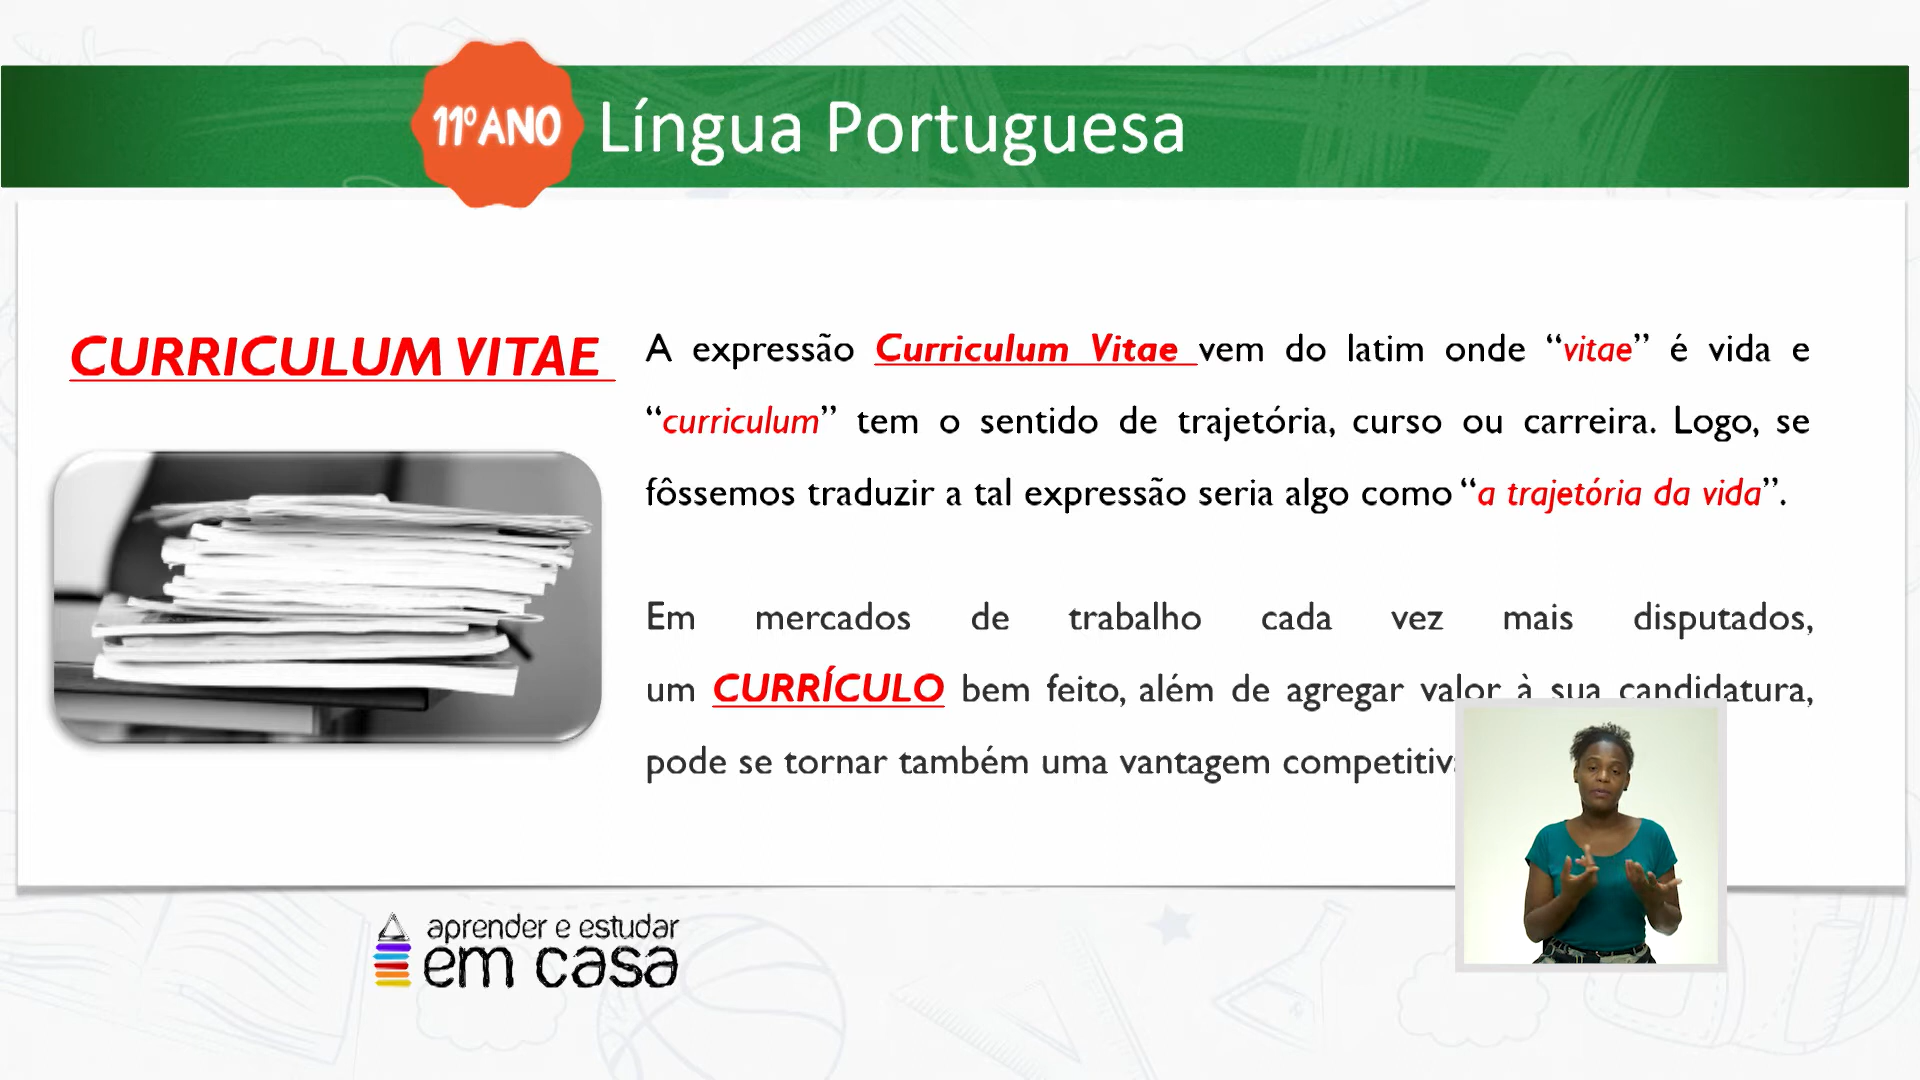 11º ANO Língua Portuguesa
CURRICULUM VITAE
A expressão Curriculum Vitae vem do latim onde “vitae” é vida e
“curriculum” tem o sentido de trajetória, curso ou carreira. Logo, se
fôssemos traduzir a tal expressão seria algo como “a trajetória da vida”.
Em mercados de trabalho cada vez mais disputados,
um CURRÍCULO bem feito, além de agregar valor à sua candidatura,
pode se tornar também uma vantagem
aprender e estudar
em casa